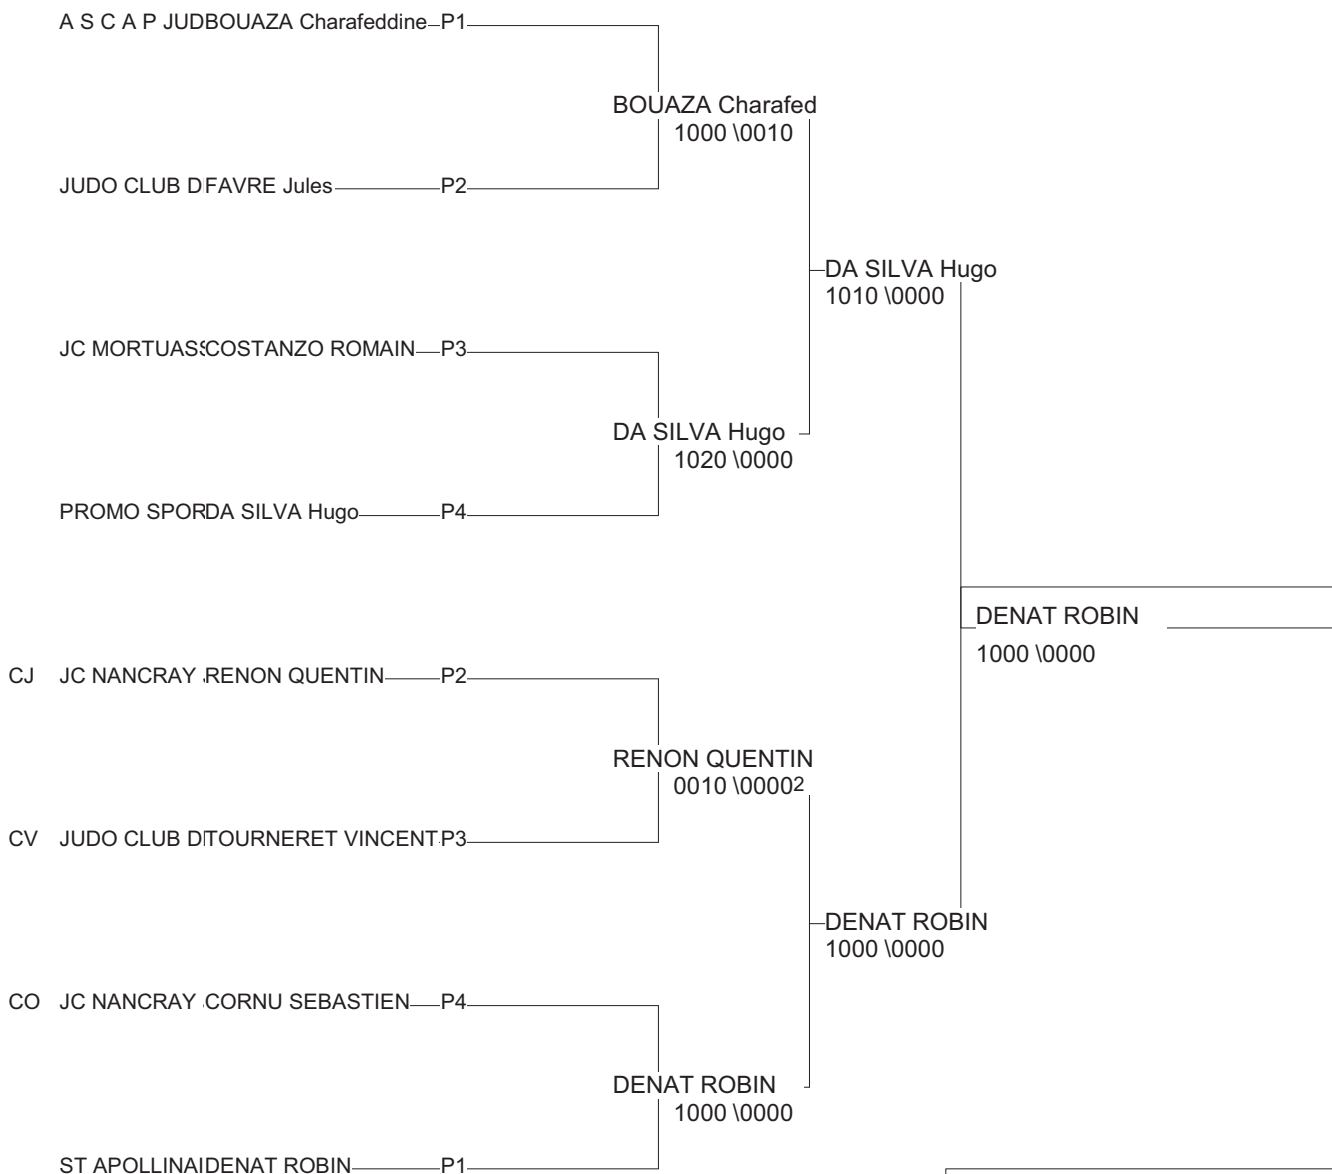 A S C A P JUDBOUAZA Charafeddine P1
BOUAZA Charafed
1000 \0010
JUDO CLUB DFAVRE Jules P2
DA SILVA Hugo
1010 \0000
JC MORTUASSCOSTANZO ROMAIN P3
DA SILVA Hugo
1020 \0000
PROMO SPORDA SILVA Hugo P4
DENAT ROBIN
1000 \0000
CJ JC NANCRAY JRENON QUENTIN P2
RENON QUENTIN
0010 \00002
CV JUDO CLUB DTOURNERET VINCENT P3
DENAT ROBIN
1000 \0000
CO JC NANCRAY CORNU SEBASTIEN P4
DENAT ROBIN
1000 \0000
ST APOLLINAIDENAT ROBIN P1